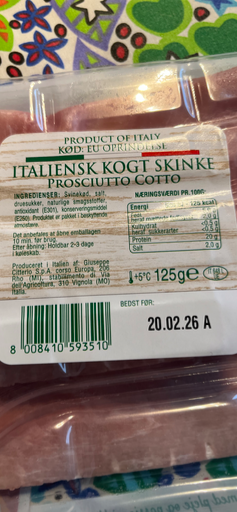 PRODUCT OF ITALY
KØD: EU OPRINDELSE
ITALIENSK KOGT SKINKE
PROSCIUTTO COTTO
INGREDIENSER: Svinekød, salt,
druesukker, naturlige smagsstoffer,
antioxidant (E301), konserveringsmiddel
(E250). Produktet er pakket i beskyttende
atmosfære.
Det anbefales at åbne emballagen
10 min. før brug.
Efter åbning: Holdbar 2-3 dage
i køleskab.
Produceret i Italien af: Giuseppe
Citterio S.p.A. corso Europa, 206
Rho (MI), stabilimento di Via
dell'Agricoltura, 310 Vignola (MO)
Italia.
NÆRINGSVÆRDI PR. 100G:
Energi
Kulhydrat
heraf sukkerarter
Protein 20 g
Salt 2,0 g
+5°C 125g e
BEDST FØR:
20.02.26 A
8 008410 593510